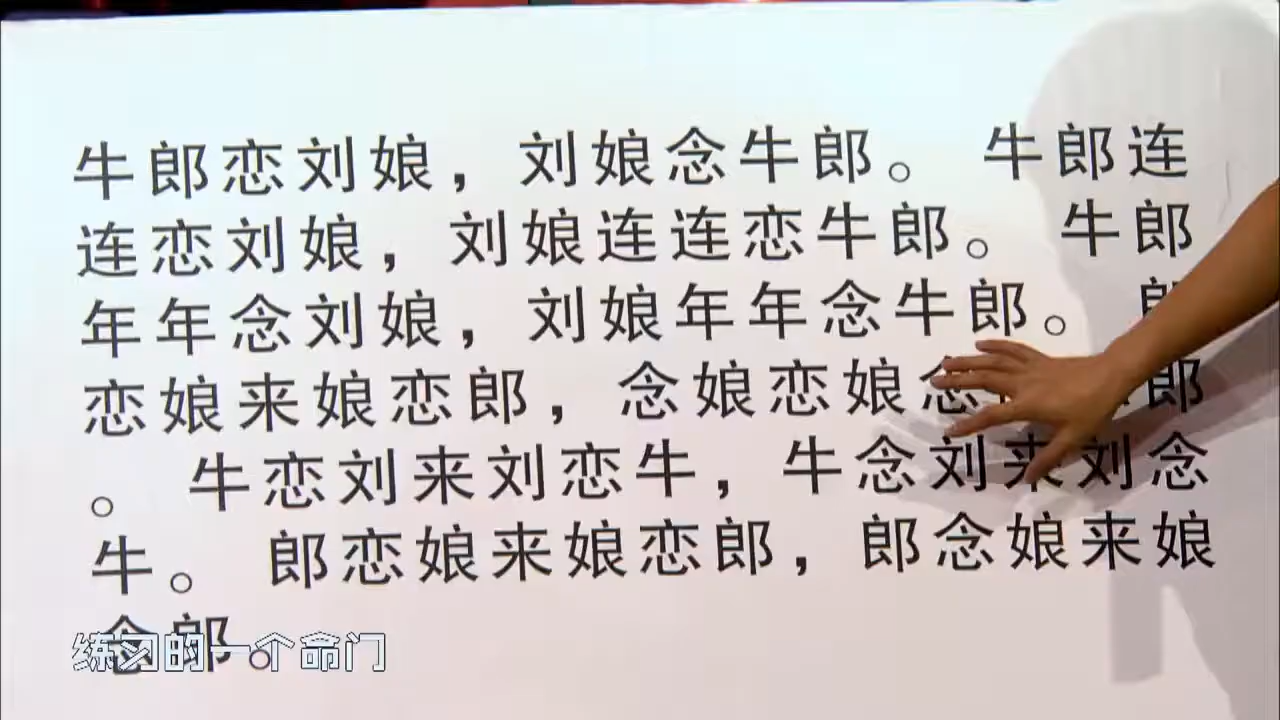 牛郎恋刘娘，刘娘念牛郎。 牛郎连
连恋刘娘，刘娘连连恋牛郎。 牛郎
年年念刘娘，刘娘年年念牛郎。 郎
恋娘来娘恋郎，念娘恋娘念郎
。 牛恋刘来刘恋牛，牛念刘来刘念
牛。 郎恋娘来娘恋郎，郎念娘来娘
念郎。
练习的一个命门